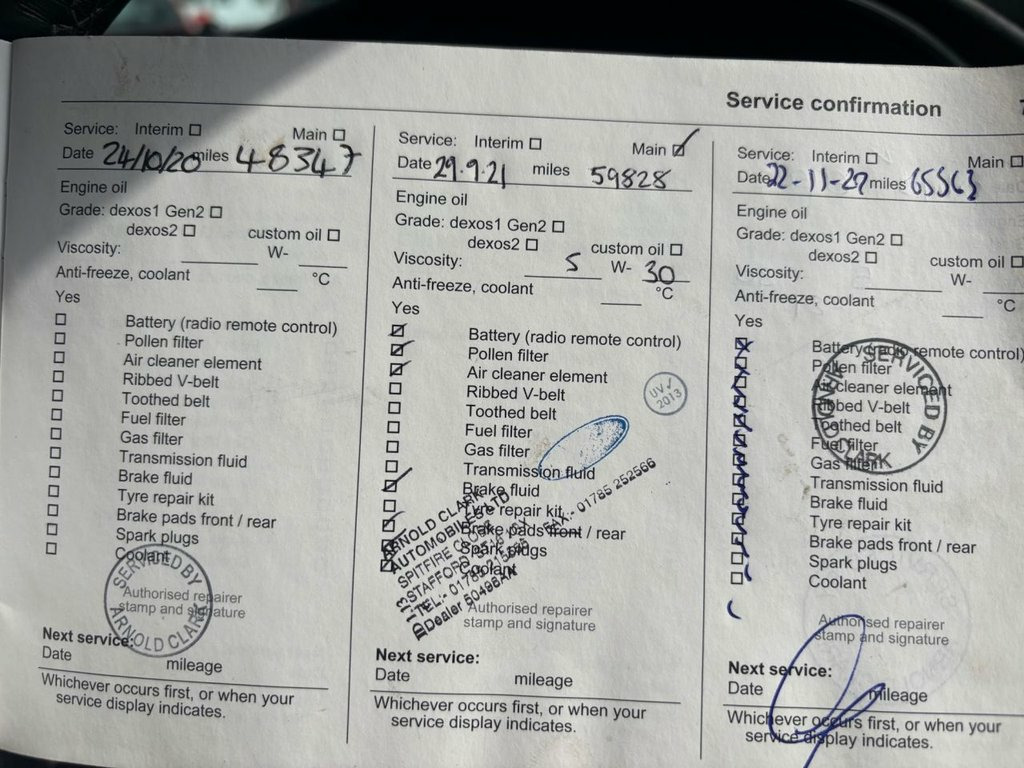 Service confirmation
Service: Interim ☐ Main ☐
Date 24/10/20 miles 48347
Engine oil
Grade: dexos1 Gen2 ☐
dexos2 ☐ custom oil ☐
Viscosity: W-
Anti-freeze, coolant °C
Yes
Battery (radio remote control)
Pollen filter
Air cleaner element
Ribbed V-belt
Toothed belt
Fuel filter
Gas filter
Transmission fluid
Brake fluid
Tyre repair kit
Brake pads front / rear
Spark plugs
Coolant
SERVICED BY
ARNOLD CLARK
Authorised repairer
stamp and signature
Next service:
Date mileage
Whichever occurs first, or when your
service display indicates.
Service: Interim ☐ Main ☑
Date 29.9.21 miles 59828
Engine oil
Grade: dexos1 Gen2 ☐
dexos2 ☐ custom oil ☐
Viscosity: 5 W- 30
Anti-freeze, coolant °C
Yes
Battery (radio remote control)
Pollen filter
Air cleaner element
Ribbed V-belt
Toothed belt
UV✓
2013
Fuel filter
Gas filter
Transmission fluid
Brake fluid
Tyre repair kit
Brake pads front / rear
Spark plugs
Coolant
ARNOLD CLARK
AUTOMOBILES LTD
SPITFIRE CLOSE
STAFFORD
TEL:- 01785 FAX:- 01785 252566
Dealer
Authorised repairer
stamp and signature
Next service:
Date mileage
Whichever occurs first, or when your
service display indicates.
Service: Interim ☐ Main ☐
Date 22-11-22 miles 65563
Engine oil
Grade: dexos1 Gen2 ☐
dexos2 ☐ custom oil ☐
Viscosity: W-
Anti-freeze, coolant °C
Yes
Battery (radio remote control)
Pollen filter
Air cleaner element
Ribbed V-belt
Toothed belt
Fuel filter
Gas filter
Transmission fluid
Brake fluid
Tyre repair kit
Brake pads front / rear
Spark plugs
Coolant
SERVICED BY
ARNOLD CLARK
Authorised repairer
stamp and signature
Next service:
Date mileage
Whichever occurs first, or when your
service display indicates.